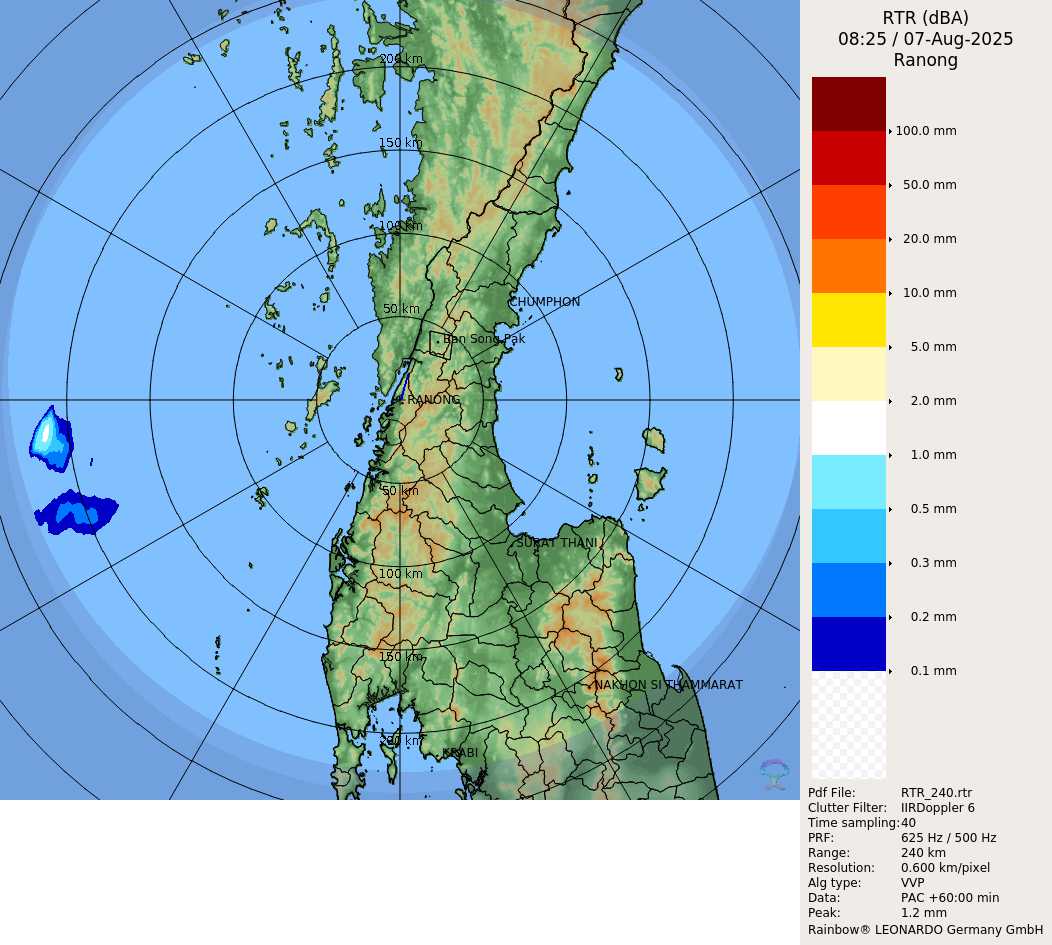 RTR (dBA)
08:25 / 07-Aug-2025
Ranong
200 km
150 km
100 km
50 km
CHUMPHON
Ban Song Pak
RANONG
50 km
SURAT THANI
100 km
150 km
NAKHON SI THAMMARAT
200 km
KRABI
100.0 mm
50.0 mm
20.0 mm
10.0 mm
5.0 mm
2.0 mm
1.0 mm
0.5 mm
0.3 mm
0.2 mm
0.1 mm
Pdf File: RTR_240.rtr
Clutter Filter: IIRDoppler 6
Time sampling:40
PRF: 625 Hz / 500 Hz
Range: 240 km
Resolution: 0.600 km/pixel
Alg type: VVP
Data: PAC +60:00 min
Peak: 1.2 mm
Rainbow® LEONARDO Germany GmbH